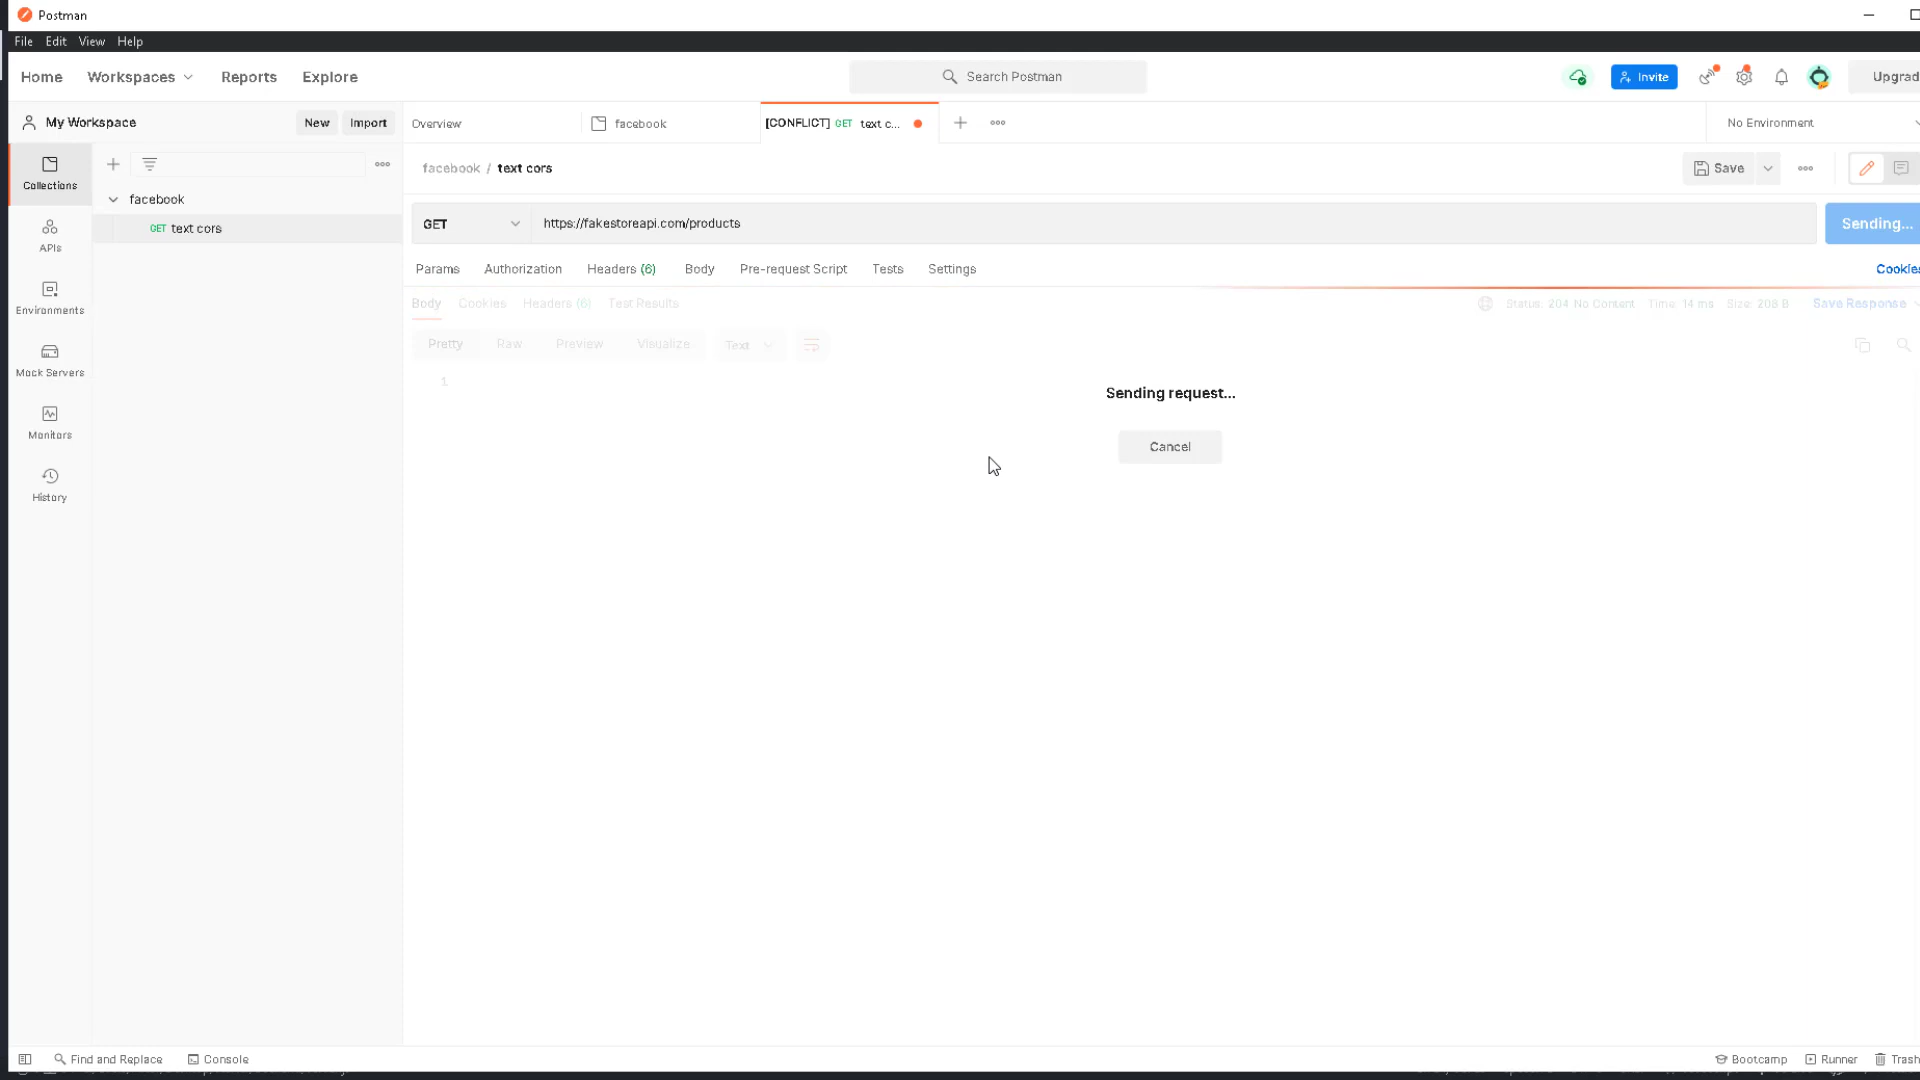 Postman
File Edit View Help
Home Workspaces Reports Explore Search Postman Invite Upgrad
My Workspace New Import Overview facebook [CONFLICT] GET text c... No Environment
Collections
facebook
GET text cors
APIs
Environments
Mock Servers
Monitors
History
facebook / text cors Save
GET https://fakestoreapi.com/products Sending...
Params Authorization Headers (6) Body Pre-request Script Tests Settings Cookies
Body Cookies Headers (6) Test Results Status: 204 No Content Time: 14 ms Size: 208 B Save Response
Pretty Raw Preview Visualize Text
1
Sending request...
Cancel
Find and Replace Console Bootcamp Runner Trash